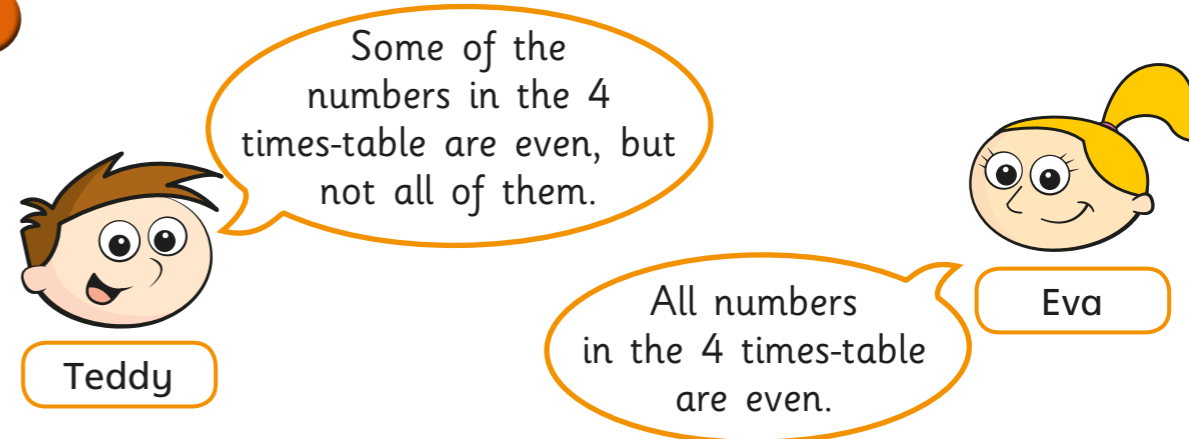 Some of the
numbers in the 4
times-table are even, but
not all of them.
Teddy
All numbers
in the 4 times-table
are even.
Eva